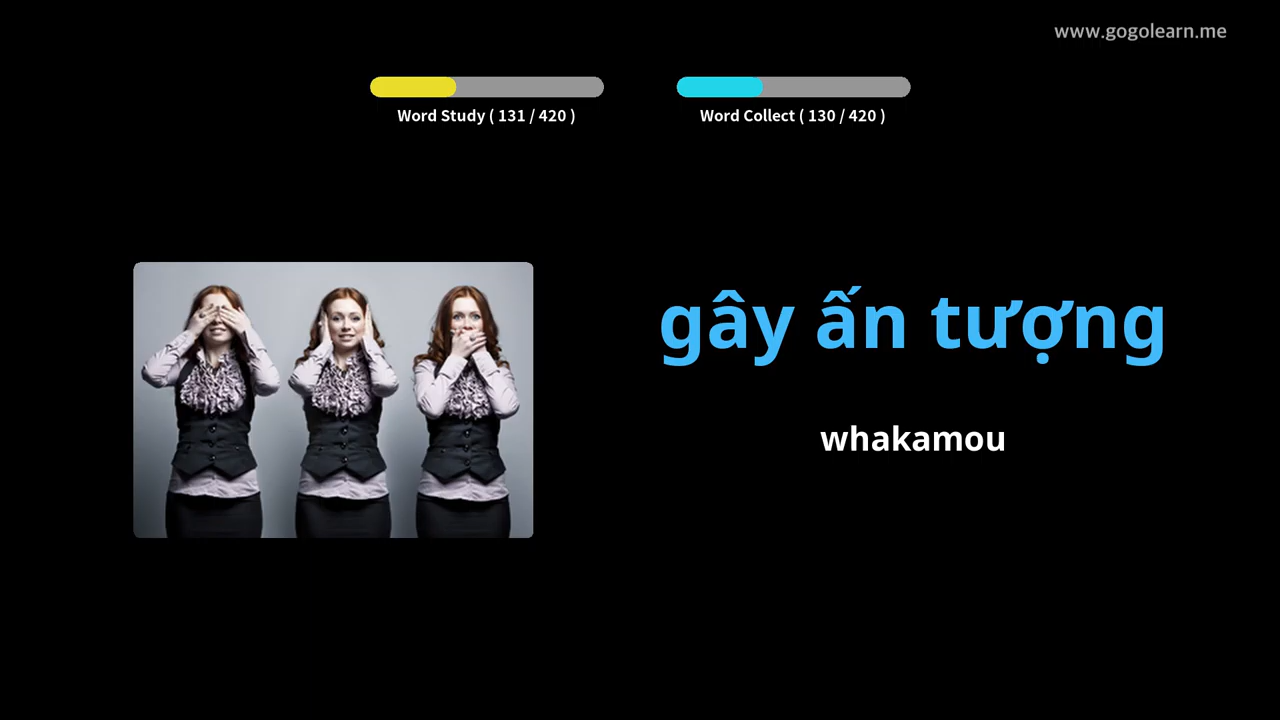 www.gogolearn.me
Word Study ( 131 / 420 )
Word Collect ( 130 / 420 )
gây ấn tượng
whakamou